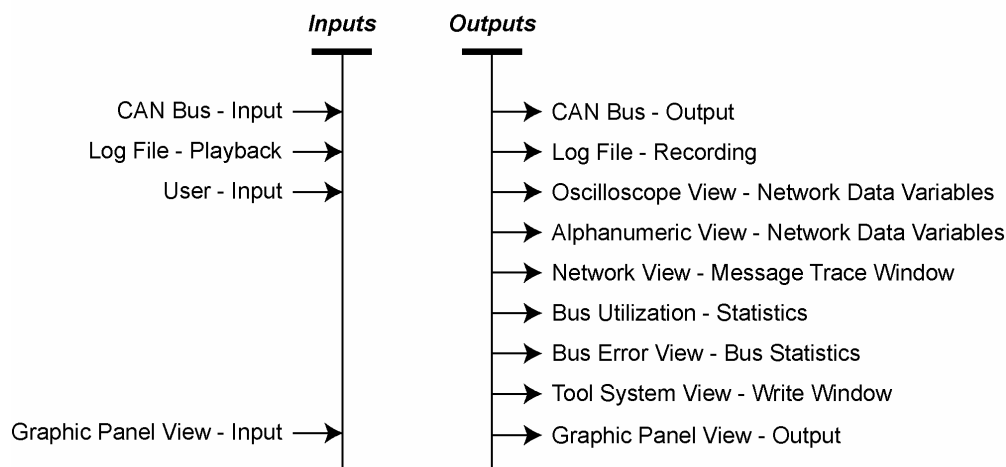 Inputs
Outputs
CAN Bus - Input
CAN Bus - Output
Log File - Playback
Log File - Recording
User - Input
Oscilloscope View - Network Data Variables
Alphanumeric View - Network Data Variables
Network View - Message Trace Window
Bus Utilization - Statistics
Bus Error View - Bus Statistics
Tool System View - Write Window
Graphic Panel View - Input
Graphic Panel View - Output